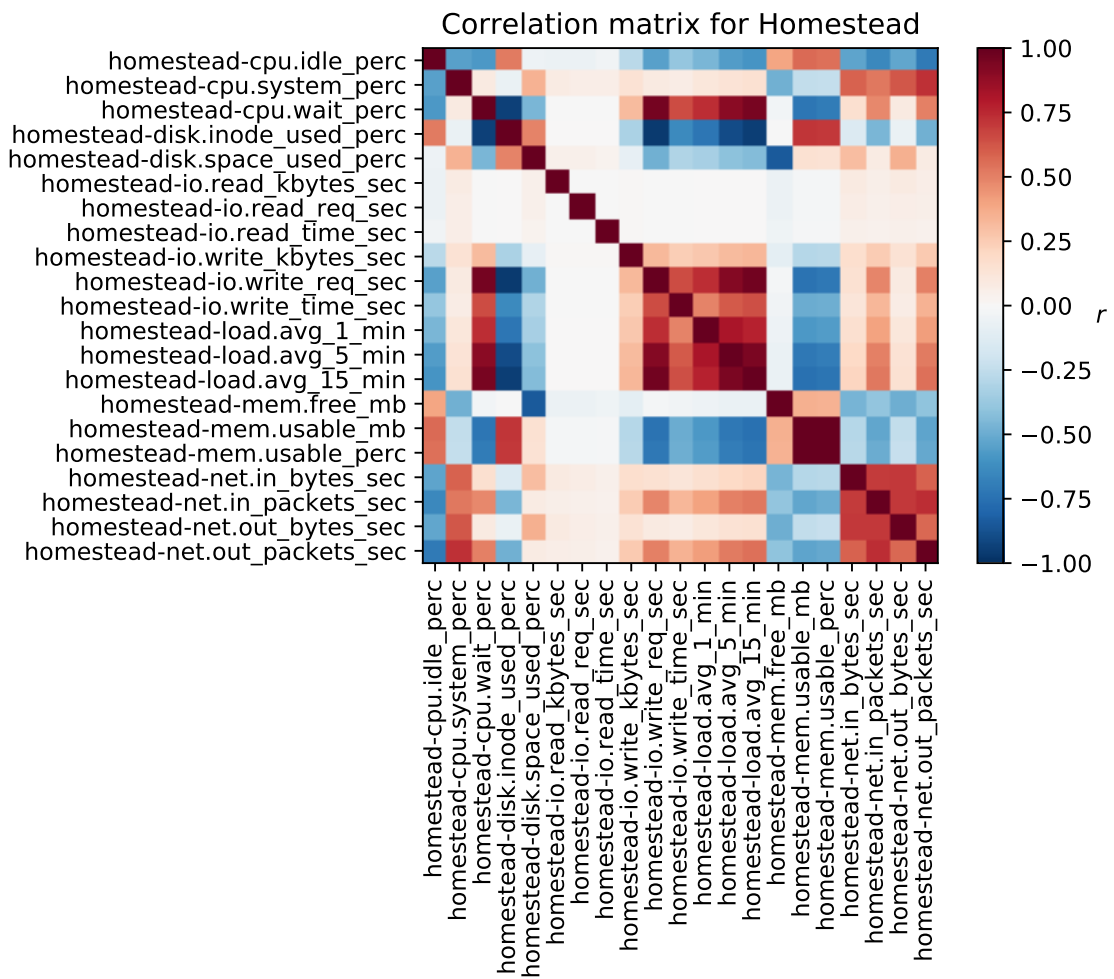 Correlation matrix for Homestead
homestead-cpu.idle_perc
homestead-cpu.system_perc
homestead-cpu.wait_perc
homestead-disk.inode_used_perc
homestead-disk.space_used_perc
homestead-io.read_kbytes_sec
homestead-io.read_req_sec
homestead-io.read_time_sec
homestead-io.write_kbytes_sec
homestead-io.write_req_sec
homestead-io.write_time_sec
homestead-load.avg_1_min
homestead-load.avg_5_min
homestead-load.avg_15_min
homestead-mem.free_mb
homestead-mem.usable_mb
homestead-mem.usable_perc
homestead-net.in_bytes_sec
homestead-net.in_packets_sec
homestead-net.out_bytes_sec
homestead-net.out_packets_sec
homestead-cpu.idle_perc
homestead-cpu.system_perc
homestead-cpu.wait_perc
homestead-disk.inode_used_perc
homestead-disk.space_used_perc
homestead-io.read_kbytes_sec
homestead-io.read_req_sec
homestead-io.read_time_sec
homestead-io.write_kbytes_sec
homestead-io.write_req_sec
homestead-io.write_time_sec
homestead-load.avg_1_min
homestead-load.avg_5_min
homestead-load.avg_15_min
homestead-mem.free_mb
homestead-mem.usable_mb
homestead-mem.usable_perc
homestead-net.in_bytes_sec
homestead-net.in_packets_sec
homestead-net.out_bytes_sec
homestead-net.out_packets_sec
1.00
0.75
0.50
0.25
0.00
−0.25
−0.50
−0.75
−1.00
r